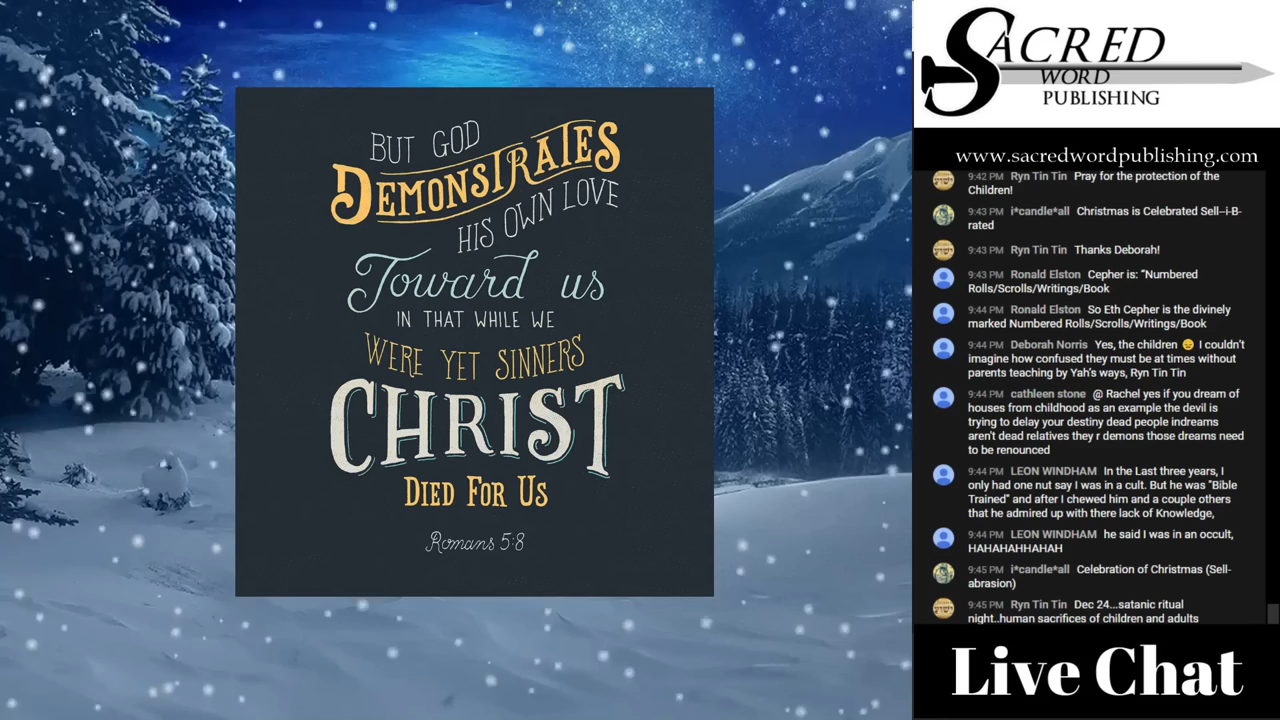 BUT GOD
DEMONSTRATES
HIS OWN LOVE
Toward us
IN THAT WHILE WE
WERE YET SINNERS
CHRIST
DIED FOR US
Romans 5:8
SACRED
WORD
PUBLISHING
www.sacredwordpublishing.com
9:42 PM Ryn Tin Tin Pray for the protection of the
Children!
9:43 PM i*candle*all Christmas is Celebrated Sell--i-B-
rated
9:43 PM Ryn Tin Tin Thanks Deborah!
9:43 PM Ronald Elston Cepher is: “Numbered
Rolls/Scrolls/Writings/Book
9:44 PM Ronald Elston So Eth Cepher is the divinely
marked Numbered Rolls/Scrolls/Writings/Book
9:44 PM Deborah Norris Yes, the children 😔 I couldn’t
imagine how confused they must be at times without
parents teaching by Yah’s ways, Ryn Tin Tin
9:44 PM cathleen stone @ Rachel yes if you dream of
houses from childhood as an example the devil is
trying to delay your destiny dead people indreams
aren't dead relatives they r demons those dreams need
to be renounced
9:44 PM LEON WINDHAM In the Last three years, I
only had one nut say I was in a cult. But he was "Bible
Trained" and after I chewed him and a couple others
that he admired up with there lack of Knowledge,
9:44 PM LEON WINDHAM he said I was in an occult,
HAHAHAHHAHAH
9:45 PM i*candle*all Celebration of Christmas (Sell-
abrasion)
9:45 PM Ryn Tin Tin Dec 24...satanic ritual
night..human sacrifices of children and adults
Live Chat